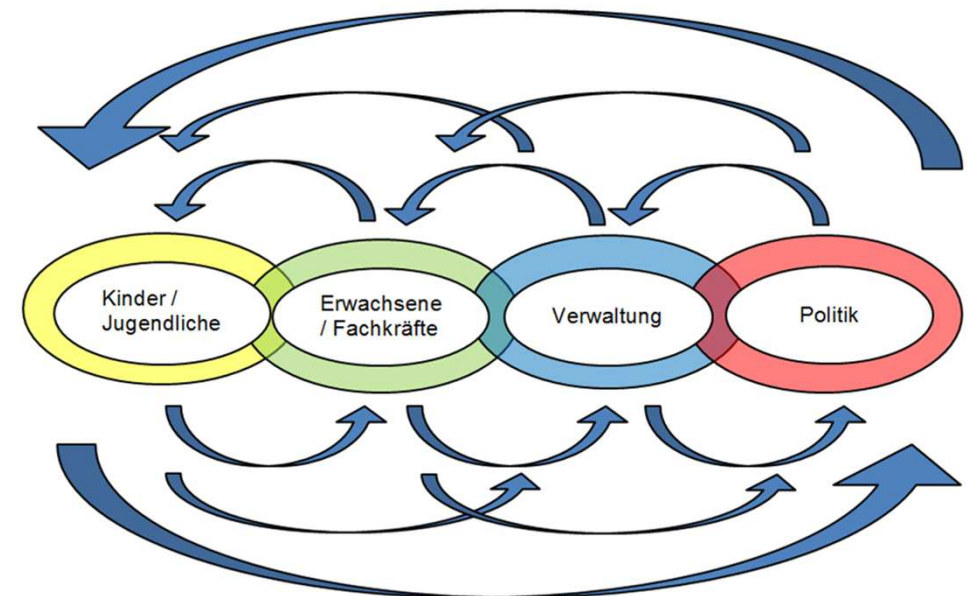 Kinder /
Jugendliche
Erwachsene
/ Fachkräfte
Verwaltung
Politik